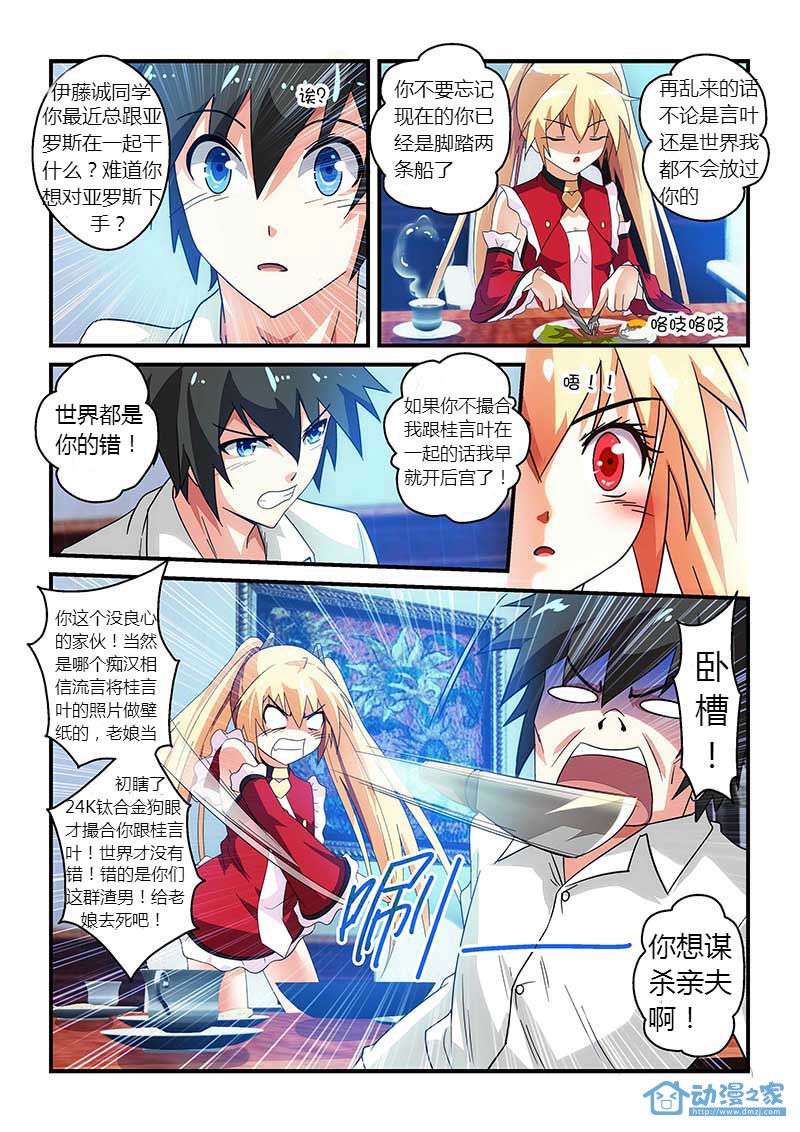 伊藤诚同学
你最近总跟亚
罗斯在一起干
什么？难道你
想对亚罗斯下
手？
诶？
你不要忘记
现在的你已
经是脚踏两
条船了
再乱来的话
不论是言叶
还是世界我
都不会放过
你的
咯吱咯吱
世界都是
你的错！
如果你不撮合
我跟桂言叶在
一起的话我早
就开后宫了！
唔！！
你这个没良心
的家伙！当然
是哪个痴汉相
信流言将桂言
叶的照片做壁
纸的，老娘当
初瞎了
24K钛合金狗眼
才撮合你跟桂言
叶！世界才没有
错！错的是你们
这群渣男！给老
娘去死吧！
卧槽！
唰
你想谋
杀亲夫
啊！
动漫之家
http://www.dmzj.com